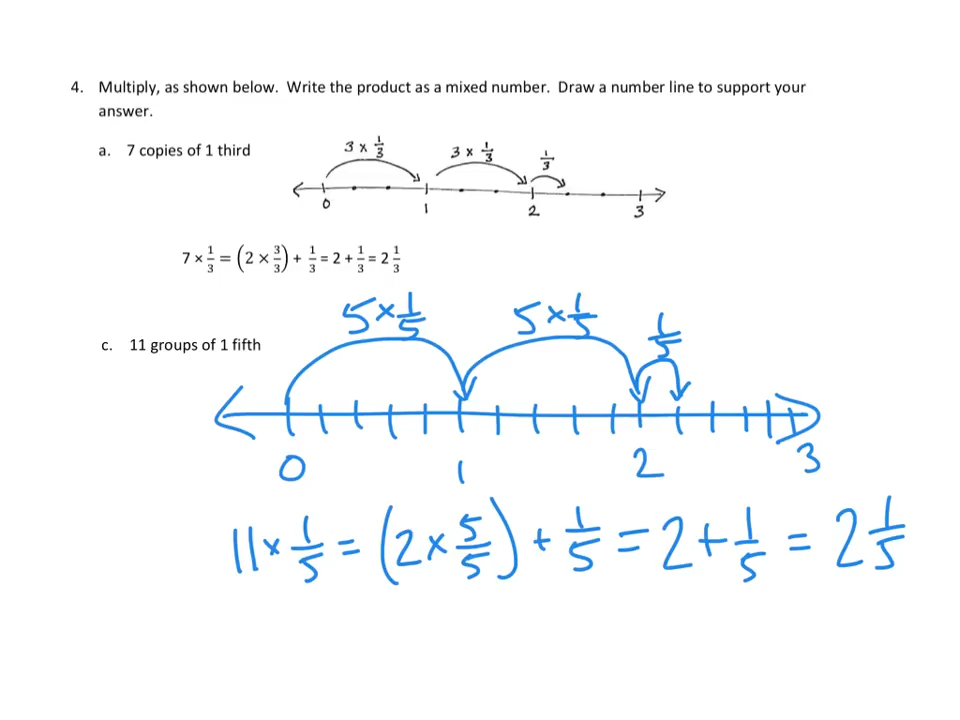 4. Multiply, as shown below. Write the product as a mixed number. Draw a number line to support your
answer.
a. 7 copies of 1 third
3 × 1/3 3 × 1/3 1/3
0 1 2 3
7 × 1/3 = (2 × 3/3) + 1/3 = 2 + 1/3 = 2 1/3
5 × 1/5 5 × 1/5 1/5
c. 11 groups of 1 fifth
0 1 2 3
11 × 1/5 = (2 × 5/5) + 1/5 = 2 + 1/5 = 2 1/5